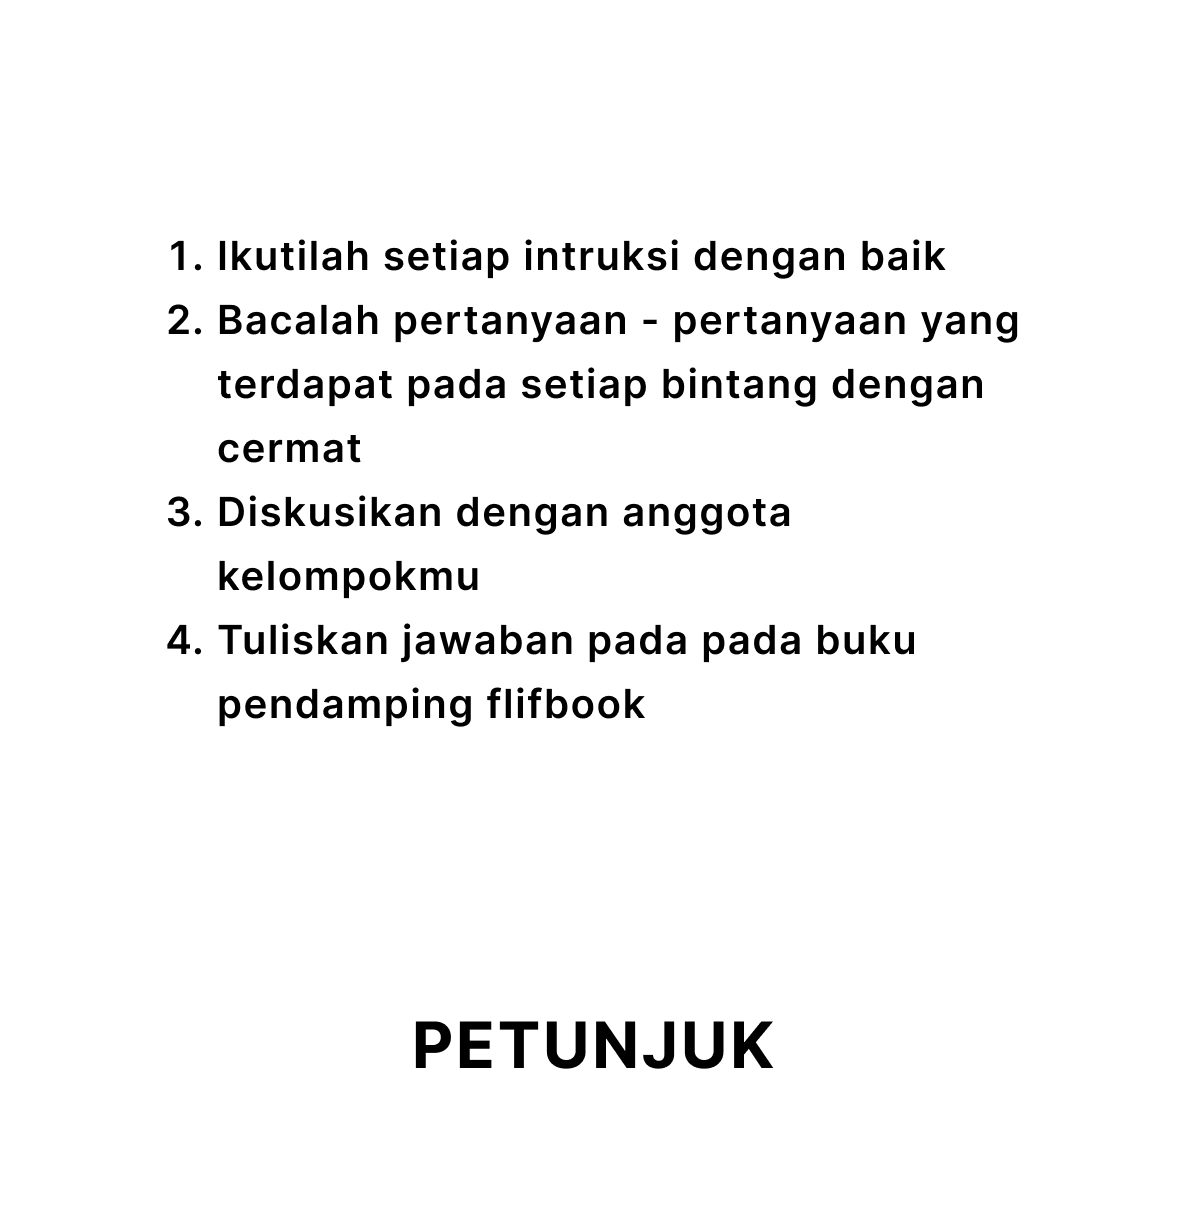 1. Ikutilah setiap intruksi dengan baik
2. Bacalah pertanyaan - pertanyaan yang
terdapat pada setiap bintang dengan
cermat
3. Diskusikan dengan anggota
kelompokmu
4. Tuliskan jawaban pada pada buku
pendamping flifbook
PETUNJUK